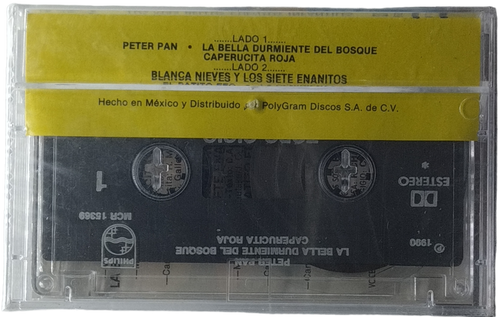 .......LADO 1.......
PETER PAN • LA BELLA DURMIENTE DEL BOSQUE
CAPERUCITA ROJA
.......LADO 2.......
BLANCA NIEVES Y LOS SIETE ENANITOS
Hecho en México y Distribuido PolyGram Discos S.A. de C.V.
1
MCR 15369
ESTEREO
1990
PHILIPS
PETER PAN
LA BELLA DURMIENTE DEL BOSQUE
CAPERUCITA ROJA